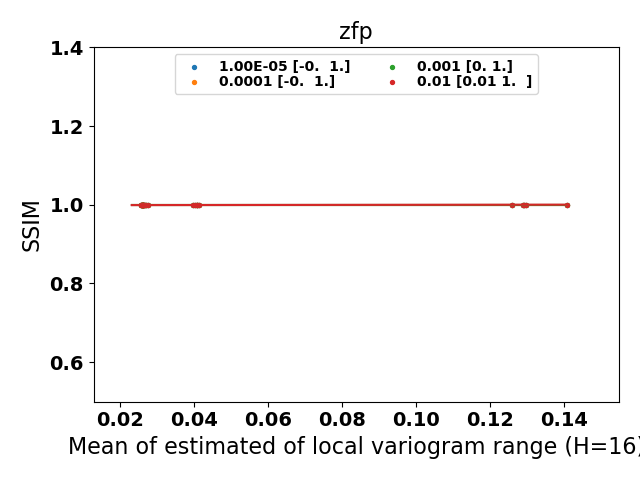 zfp
1.00E-05 [-0.  1.]
0.0001 [-0.  1.]
0.001 [0. 1.]
0.01 [0.01 1.  ]
1.4
1.2
1.0
0.8
0.6
SSIM
0.02 0.04 0.06 0.08 0.10 0.12 0.14
Mean of estimated of local variogram range (H=16)